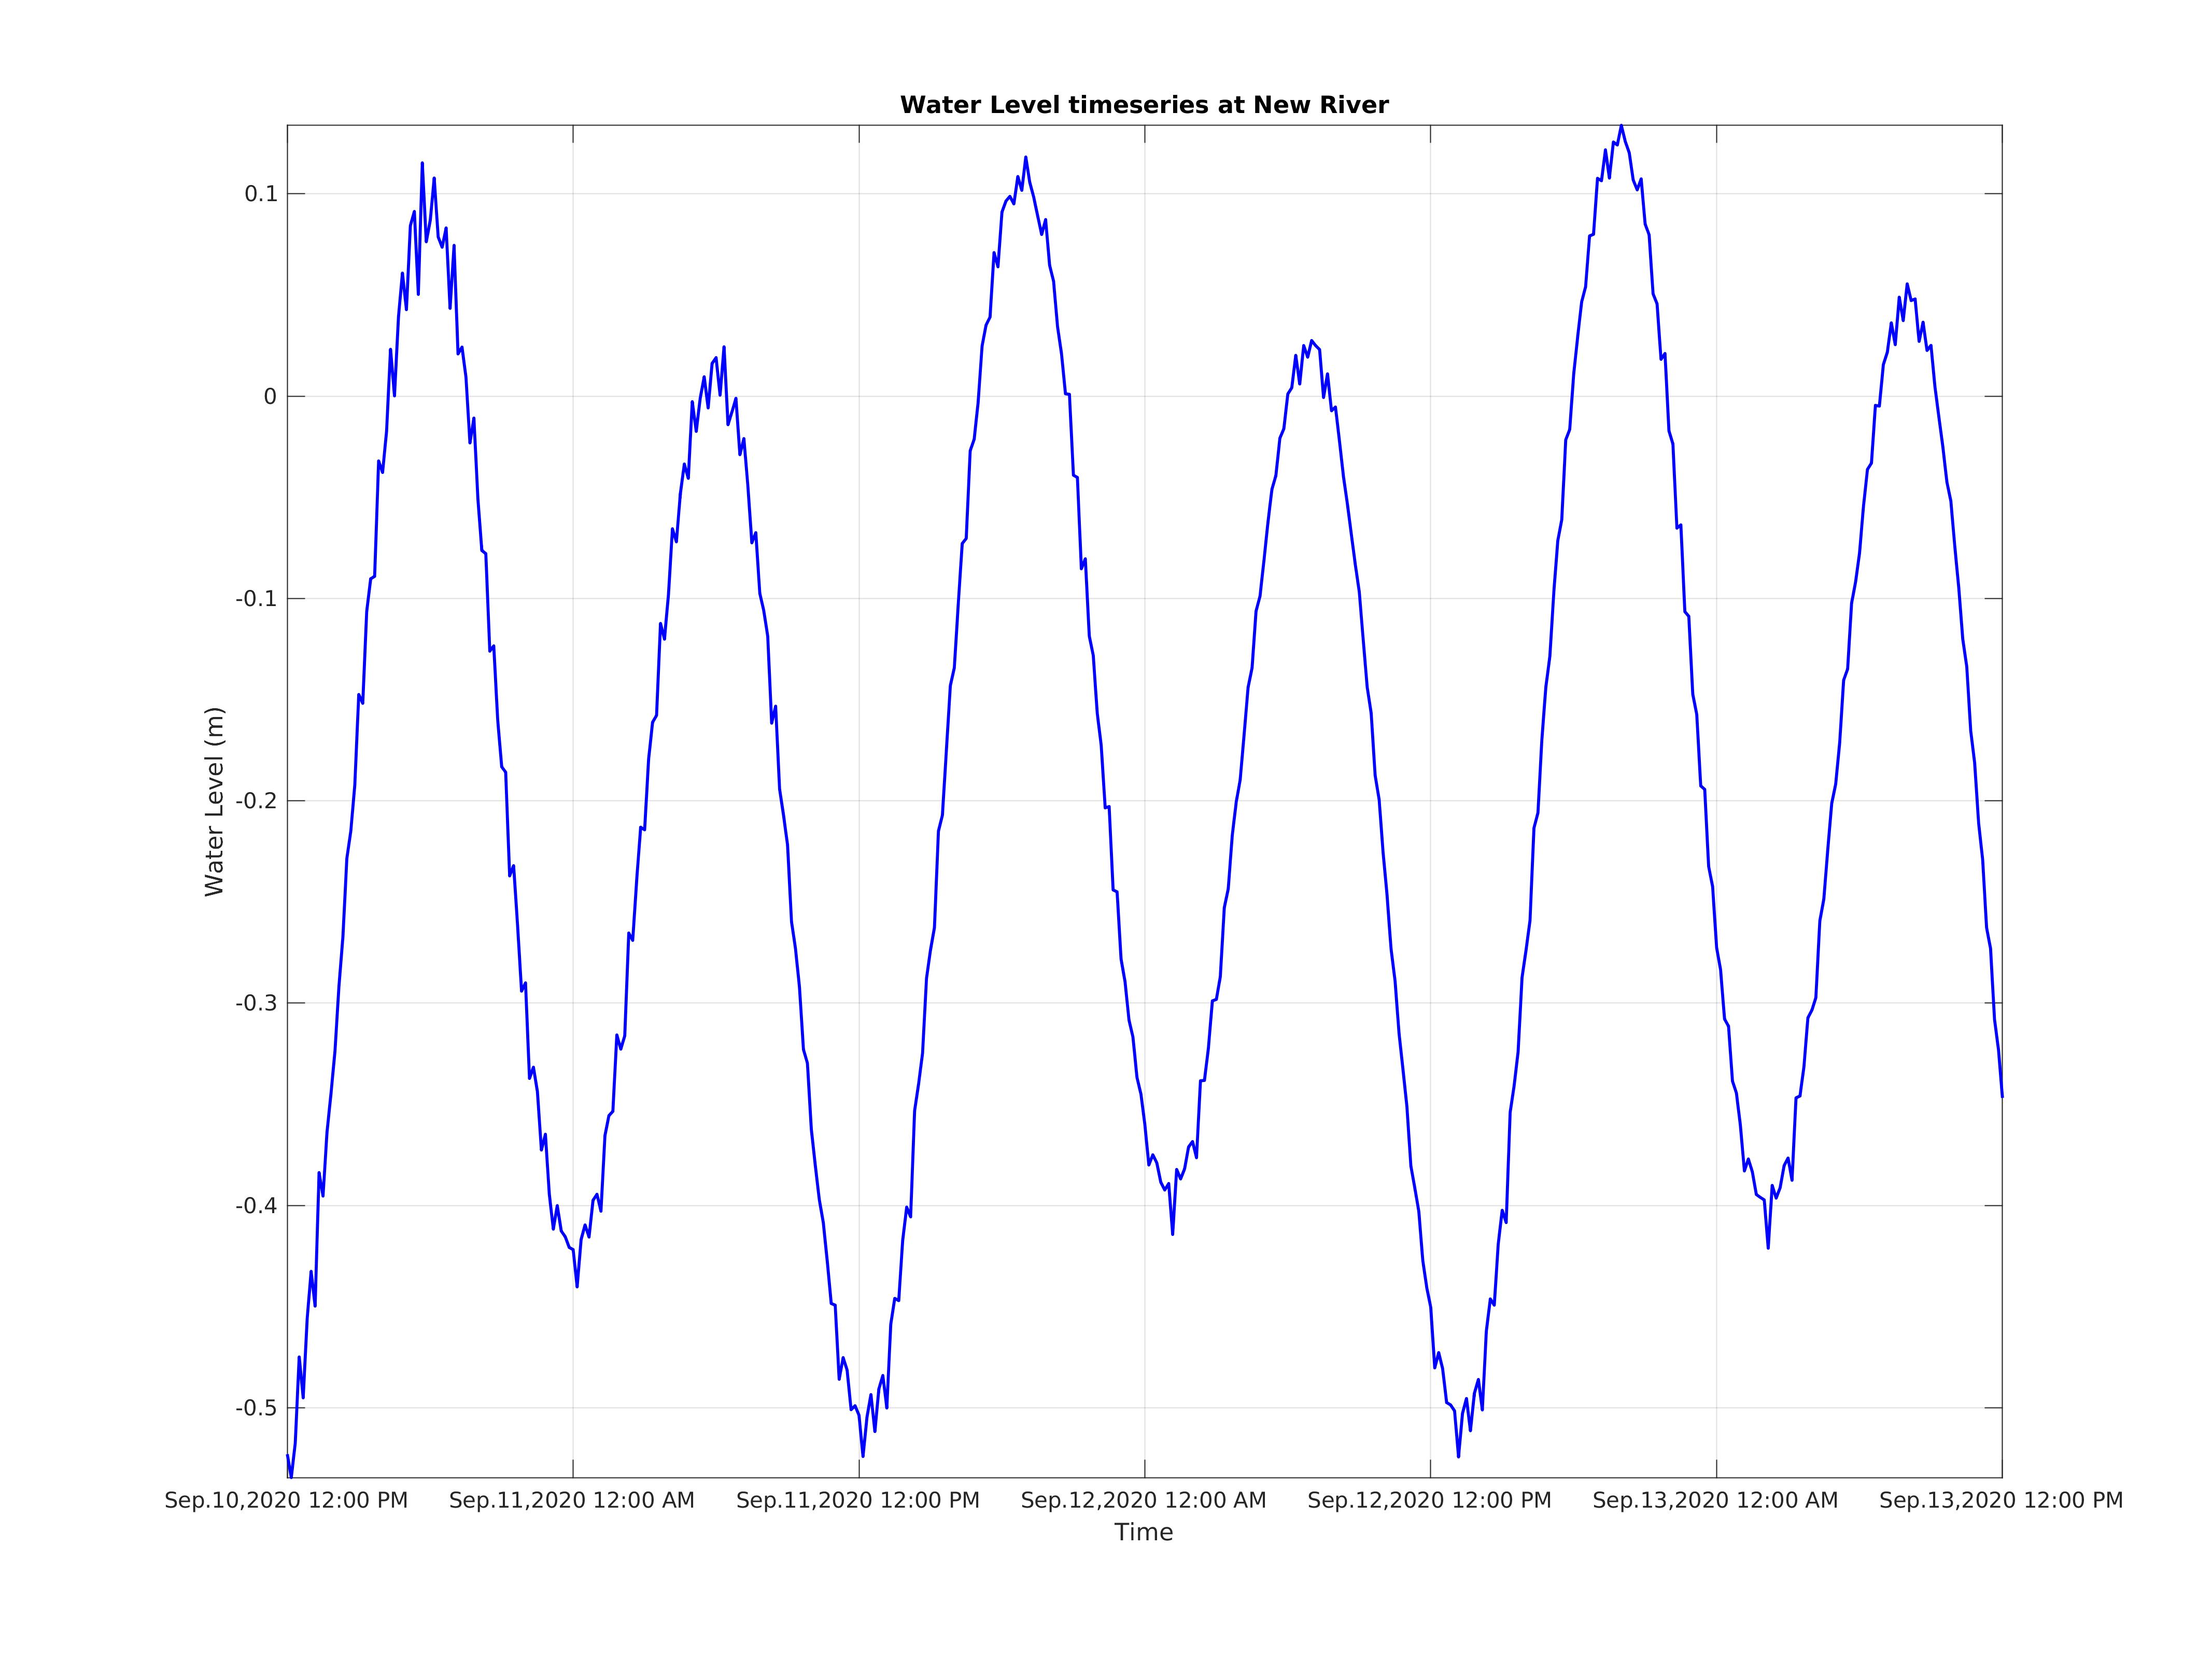 Water Level timeseries at New River
0.1
0
-0.1
-0.2
-0.3
-0.4
-0.5
Water Level (m)
Sep.10,2020 12:00 PM Sep.11,2020 12:00 AM Sep.11,2020 12:00 PM Sep.12,2020 12:00 AM Sep.12,2020 12:00 PM Sep.13,2020 12:00 AM Sep.13,2020 12:00 PM
Time